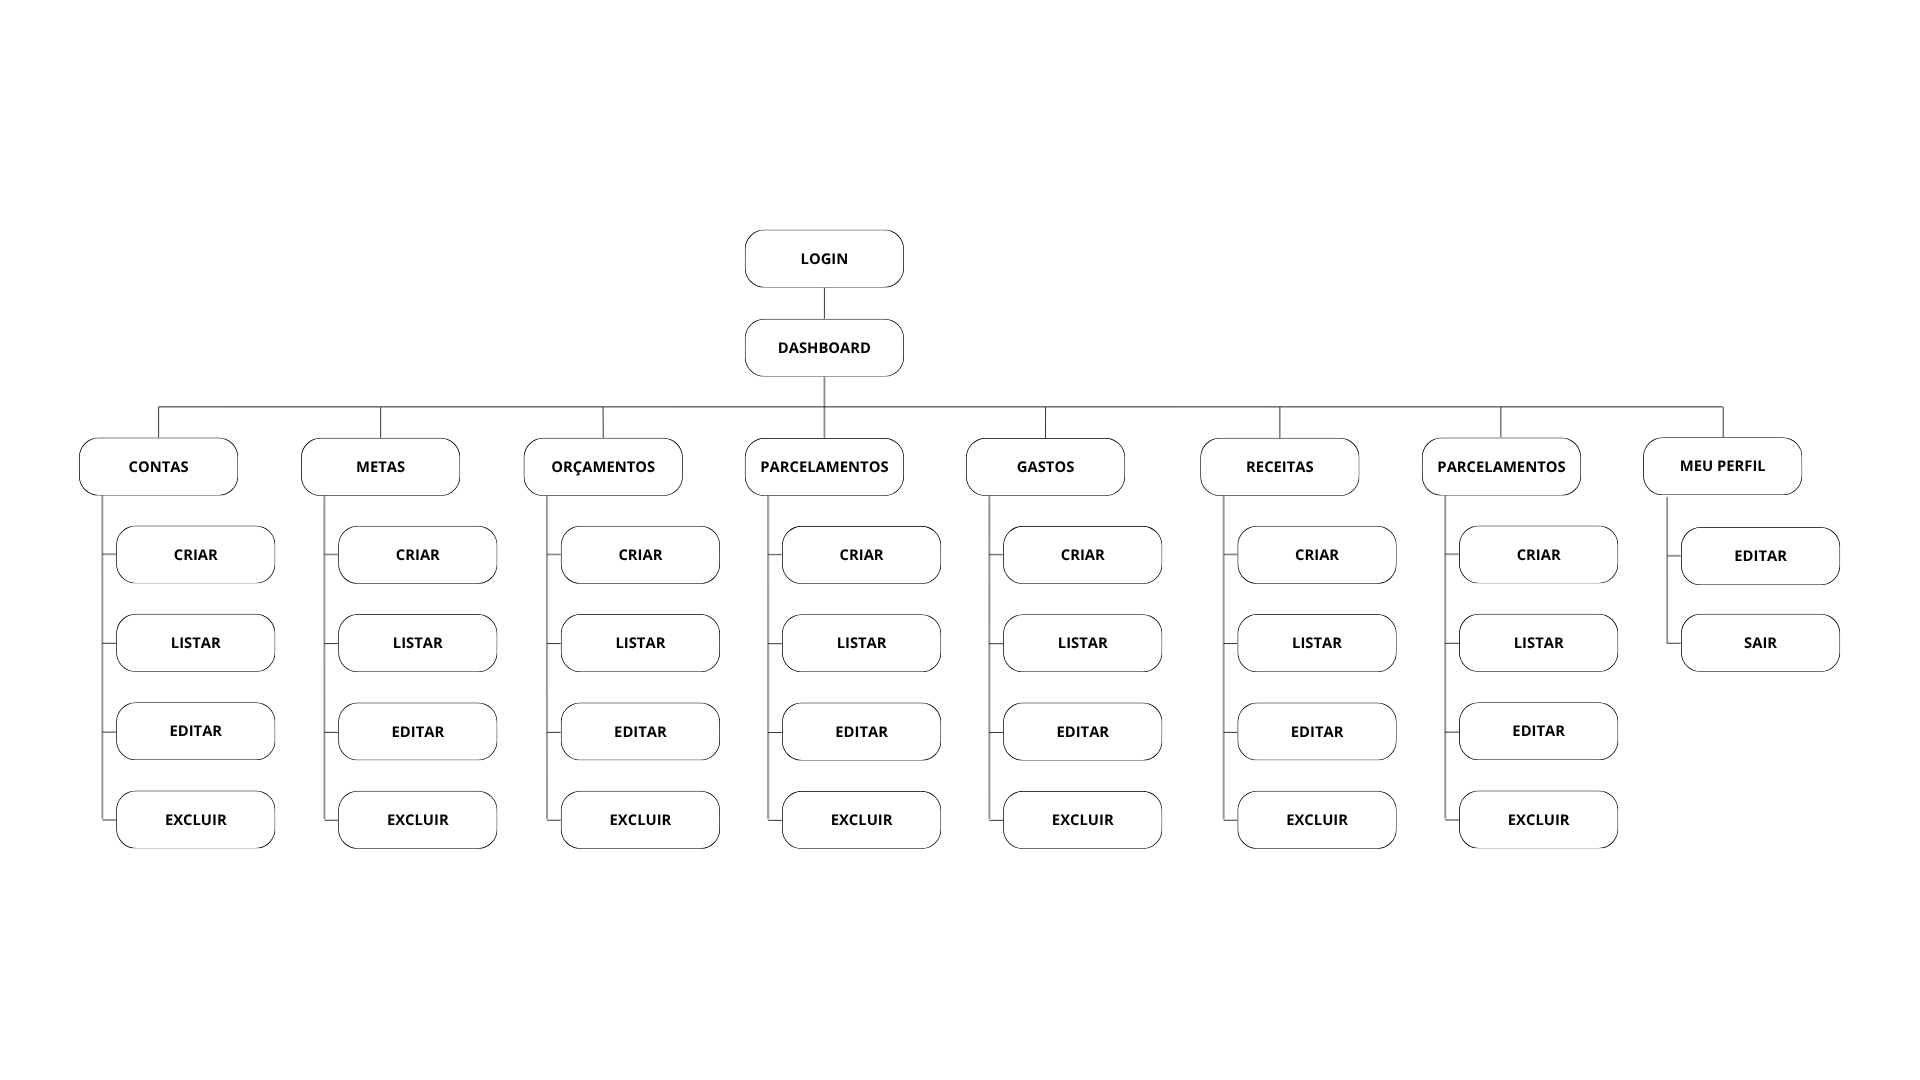 LOGIN
DASHBOARD
CONTAS
METAS
ORÇAMENTOS
PARCELAMENTOS
GASTOS
RECEITAS
PARCELAMENTOS
MEU PERFIL
CRIAR
CRIAR
CRIAR
CRIAR
CRIAR
CRIAR
CRIAR
EDITAR
LISTAR
LISTAR
LISTAR
LISTAR
LISTAR
LISTAR
LISTAR
SAIR
EDITAR
EDITAR
EDITAR
EDITAR
EDITAR
EDITAR
EDITAR
EXCLUIR
EXCLUIR
EXCLUIR
EXCLUIR
EXCLUIR
EXCLUIR
EXCLUIR